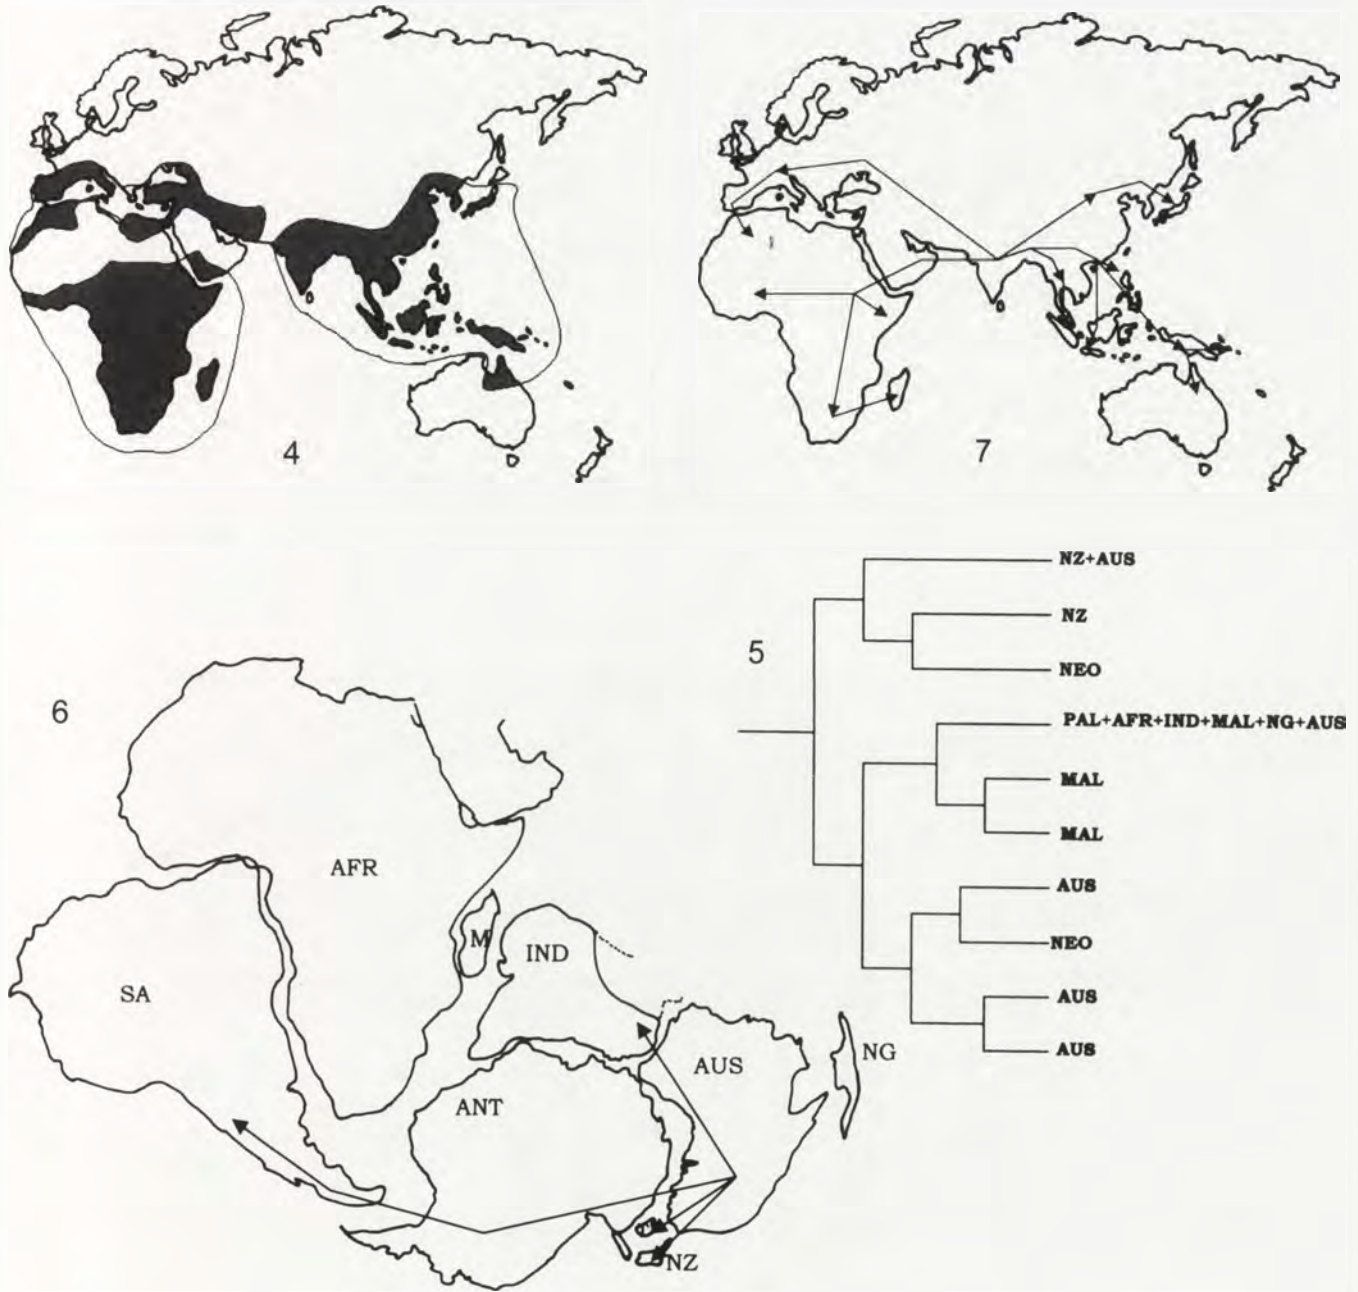 4
7
5
NZ+AUS
NZ
NEO
PAL+AFR+IND+MAL+NG+AUS
MAL
MAL
AUS
NEO
AUS
AUS
6
AFR
M
IND
SA
AUS
NG
ANT
NZ